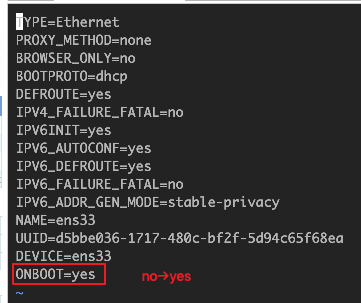 TYPE=Ethernet
PROXY_METHOD=none
BROWSER_ONLY=no
BOOTPROTO=dhcp
DEFROUTE=yes
IPV4_FAILURE_FATAL=no
IPV6INIT=yes
IPV6_AUTOCONF=yes
IPV6_DEFROUTE=yes
IPV6_FAILURE_FATAL=no
IPV6_ADDR_GEN_MODE=stable-privacy
NAME=ens33
UUID=d5bbe036-1717-480c-bf2f-5d94c65f68ea
DEVICE=ens33
ONBOOT=yes no→yes
~